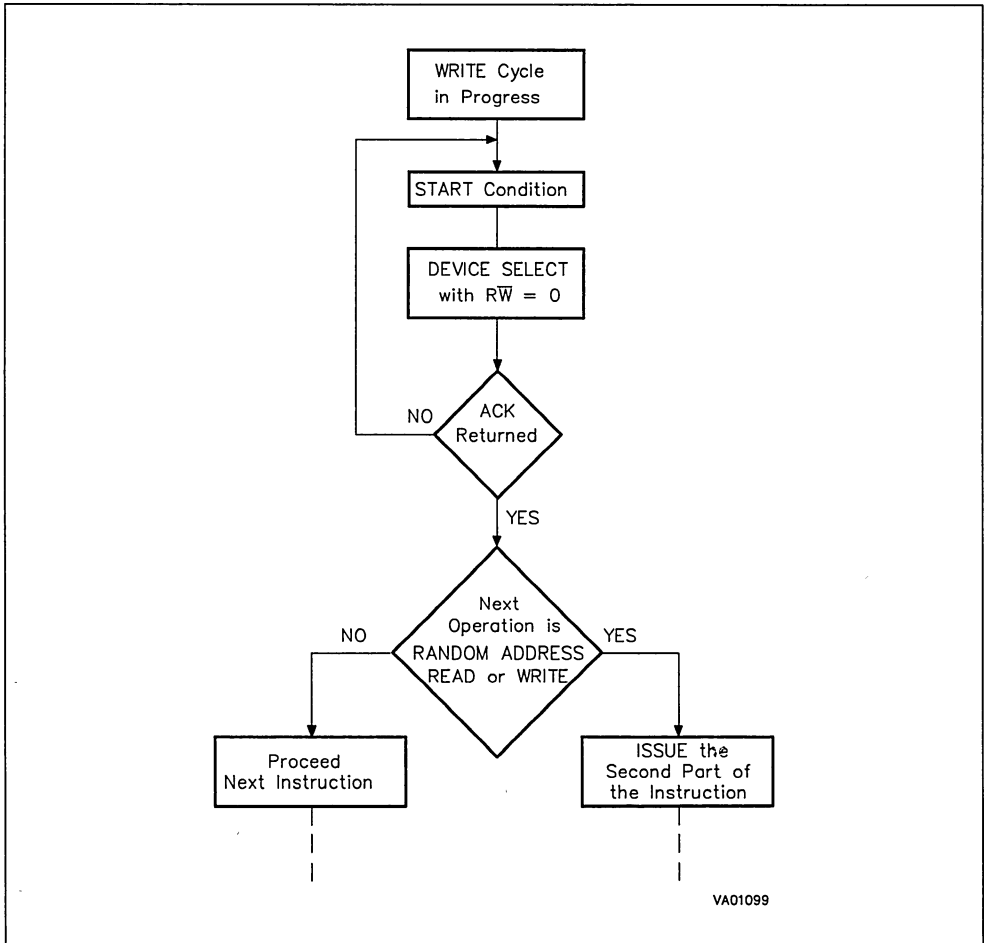 WRITE Cycle
in Progress
START Condition
DEVICE SELECT
with RW̅ = 0
ACK
Returned
NO
YES
Next
Operation is
RANDOM ADDRESS
READ or WRITE
NO
YES
Proceed
Next Instruction
ISSUE the
Second Part of
the Instruction
VA01099